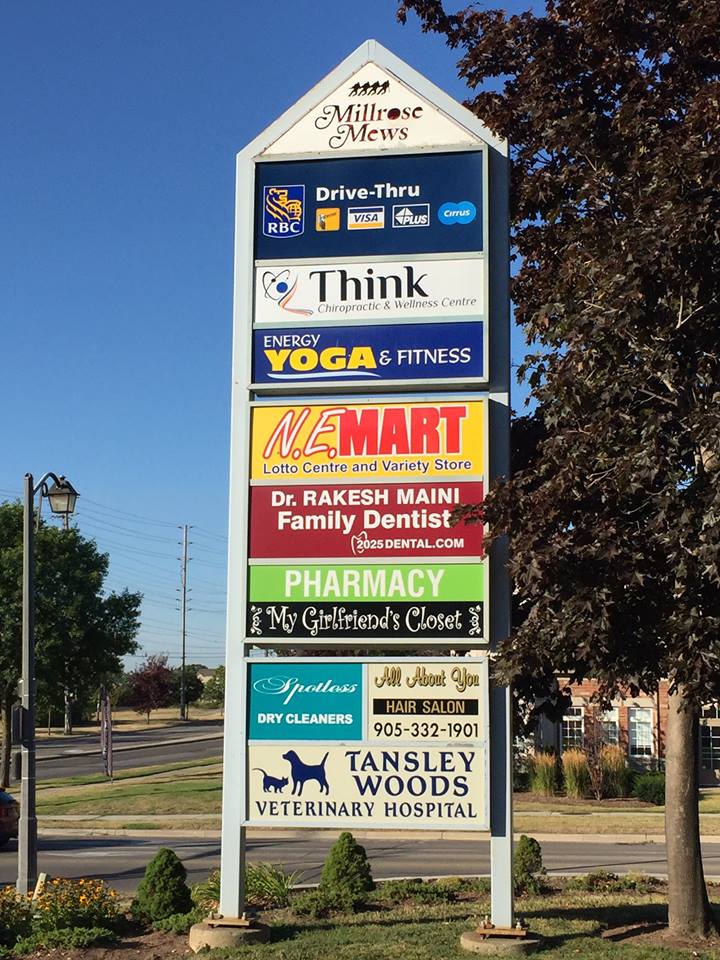 Millrose
Mews
Drive-Thru
RBC
VISA PLUS Cirrus
Think
Chiropractic & Wellness Centre
ENERGY
YOGA & FITNESS
N.E.MART
Lotto Centre and Variety Store
Dr. RAKESH MAINI
Family Dentist
2025DENTAL.COM
PHARMACY
My Girlfriend's Closet
Spotless
DRY CLEANERS
All About You
HAIR SALON
905-332-1901
TANSLEY
WOODS
VETERINARY HOSPITAL